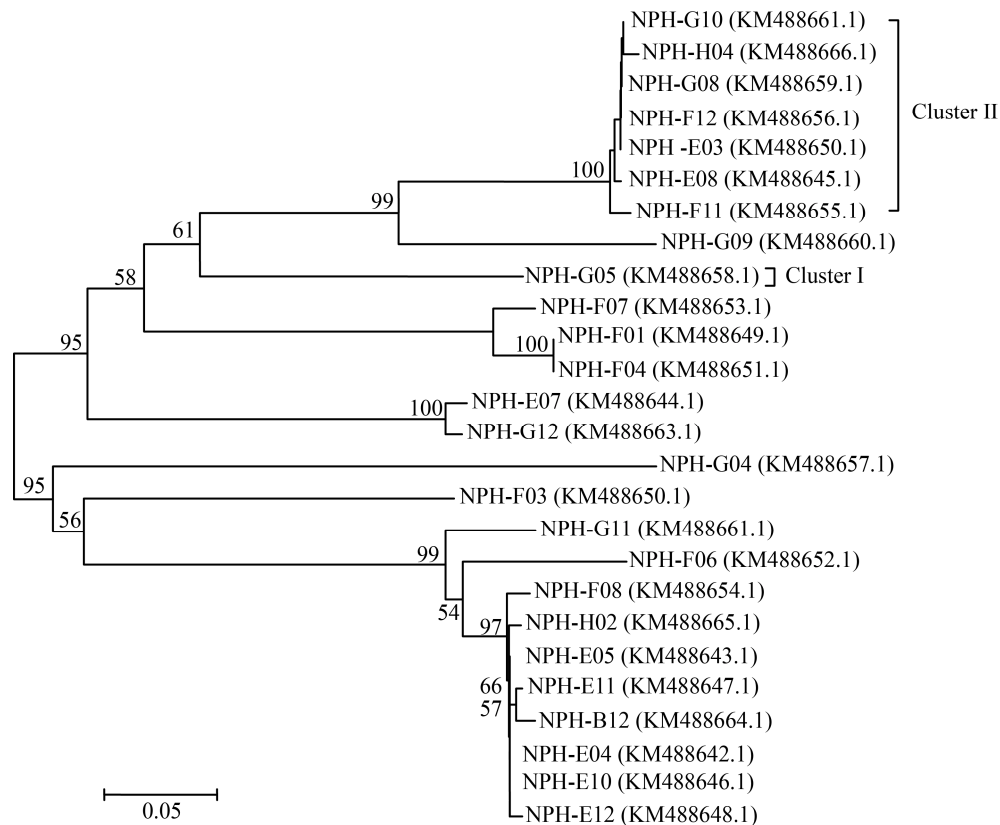 NPH-G10 (KM488661.1)
NPH-H04 (KM488666.1)
NPH-G08 (KM488659.1)
Cluster II
NPH-F12 (KM488656.1)
NPH -E03 (KM488650.1)
100
NPH-E08 (KM488645.1)
99
NPH-F11 (KM488655.1)
61
NPH-G09 (KM488660.1)
58
NPH-G05 (KM488658.1)
Cluster I
NPH-F07 (KM488653.1)
95
100
NPH-F01 (KM488649.1)
NPH-F04 (KM488651.1)
100
NPH-E07 (KM488644.1)
NPH-G12 (KM488663.1)
NPH-G04 (KM488657.1)
95
NPH-F03 (KM488650.1)
56
NPH-G11 (KM488661.1)
99
NPH-F06 (KM488652.1)
NPH-F08 (KM488654.1)
54
97
NPH-H02 (KM488665.1)
NPH-E05 (KM488643.1)
66
NPH-E11 (KM488647.1)
57
NPH-B12 (KM488664.1)
NPH-E04 (KM488642.1)
NPH-E10 (KM488646.1)
NPH-E12 (KM488648.1)
0.05